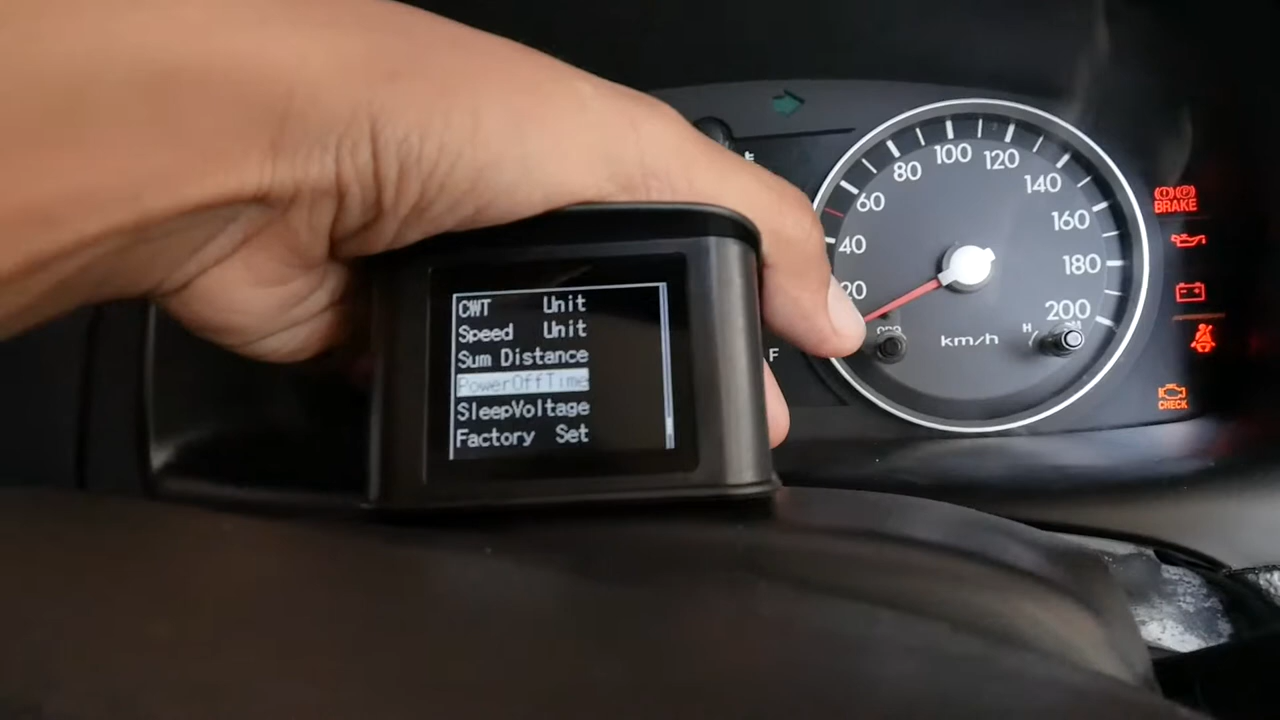 CWT Unit
Speed Unit
Sum Distance
PowerOffTime
SleepVoltage
Factory Set
20
40
60
80
100
120
140
160
180
200
km/h
H
F
BRAKE
CHECK